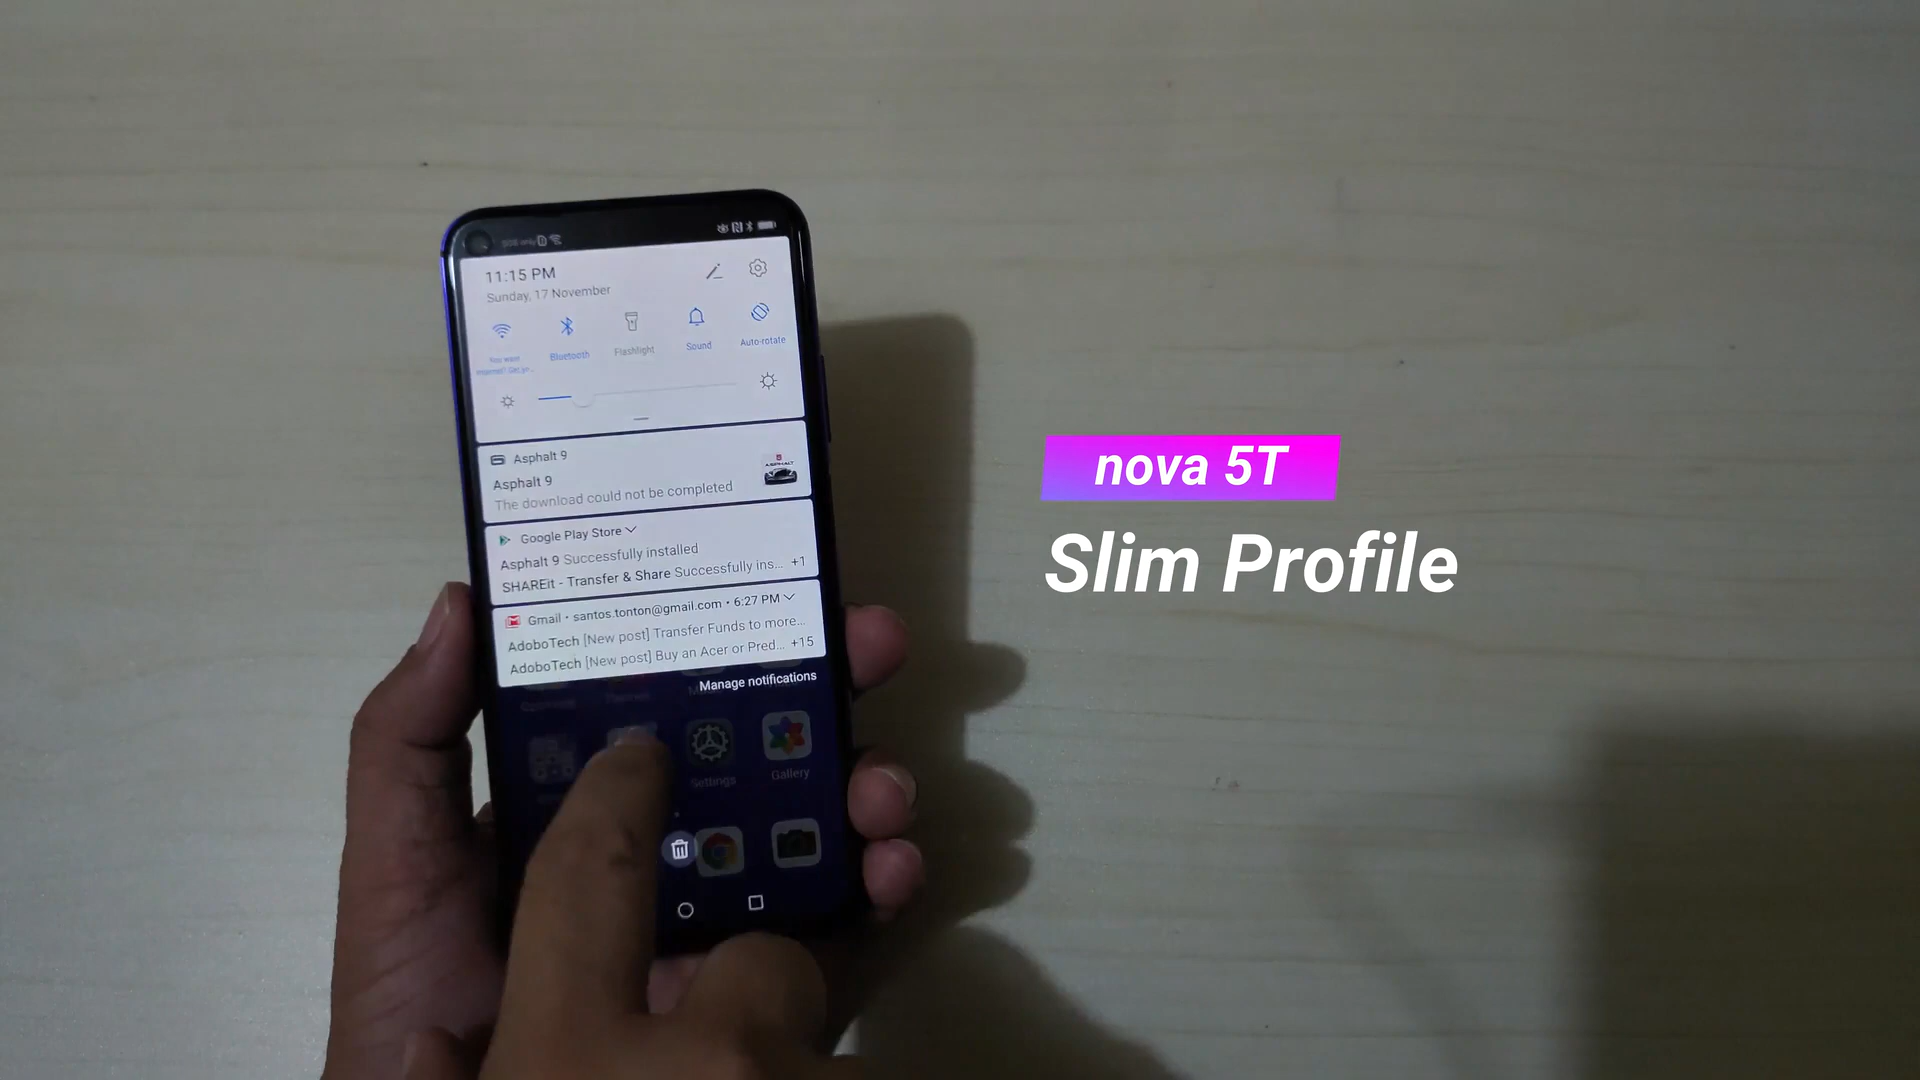 11:15 PM
Sunday, 17 November
Bluetooth
Flashlight
Sound
Auto-rotate
Asphalt 9
Asphalt 9
The download could not be completed
ASPHALT
Google Play Store
Asphalt 9 Successfully installed
SHAREit - Transfer & Share Successfully ins... +1
Gmail • santos.tonton@gmail.com • 6:27 PM
AdoboTech [New post] Transfer Funds to more...
AdoboTech [New post] Buy an Acer or Pred... +15
Manage notifications
Settings
Gallery
nova 5T
Slim Profile